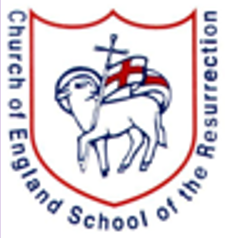 Church of England School of the Resurrection